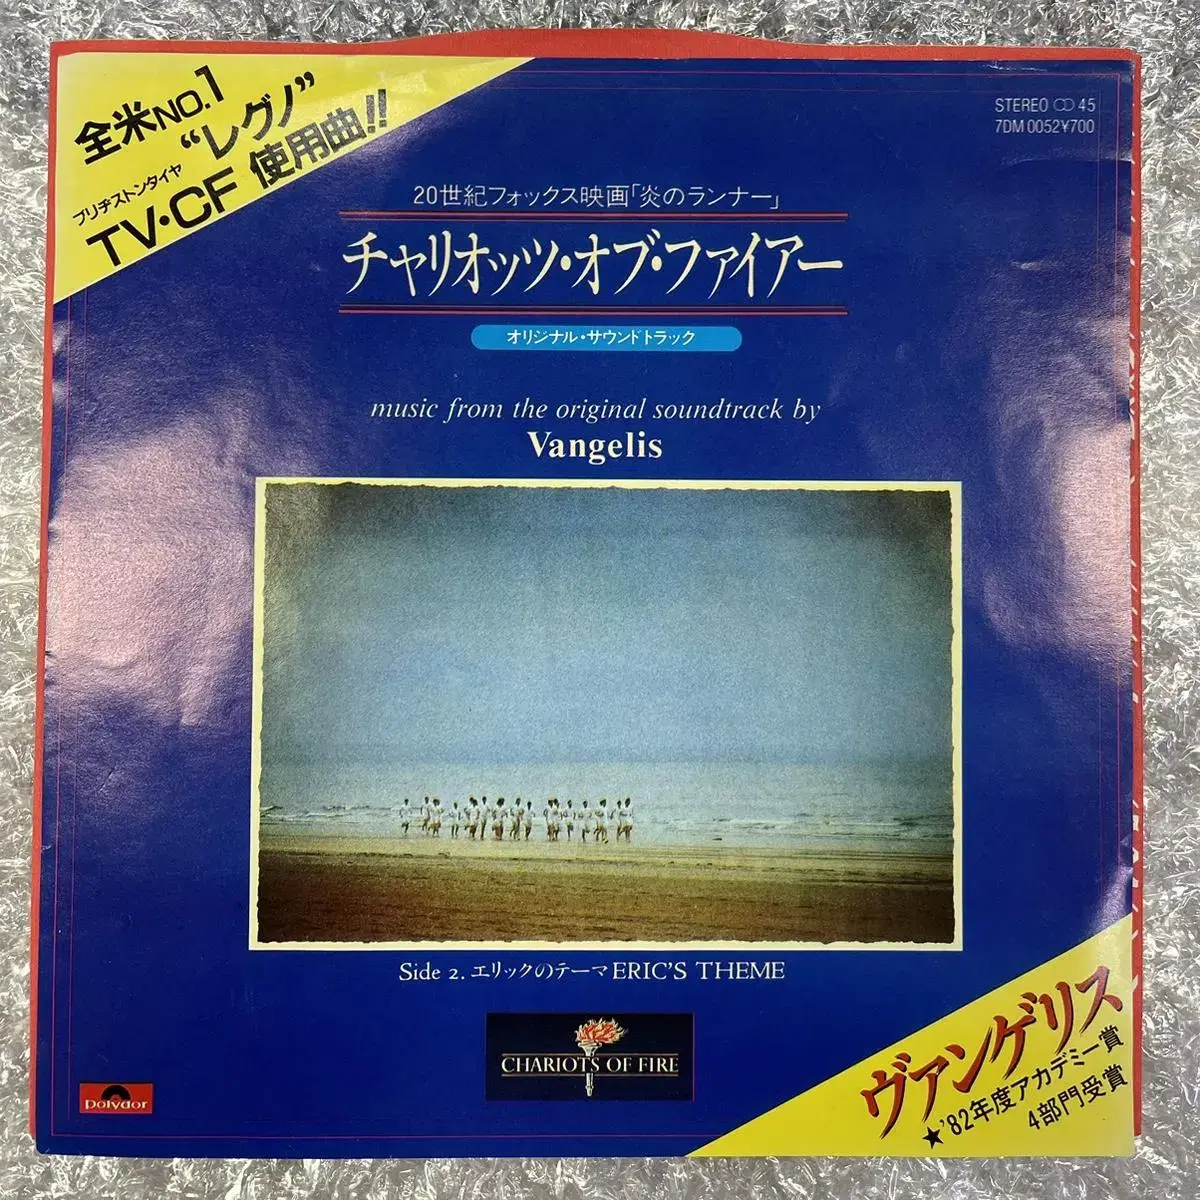 全米NO.1
ブリヂストンタイヤ“レグノ”
TV・CF 使用曲!!
STEREO 45
7DM 0052¥700
20世紀フォックス映画「炎のランナー」
チャリオッツ・オブ・ファイアー
オリジナル・サウンドトラック
music from the original soundtrack by
Vangelis
Side 2. エリックのテーマ ERIC'S THEME
CHARIOTS OF FIRE
polydor
ヴァンゲリス
★'82年度アカデミー賞
4部門受賞